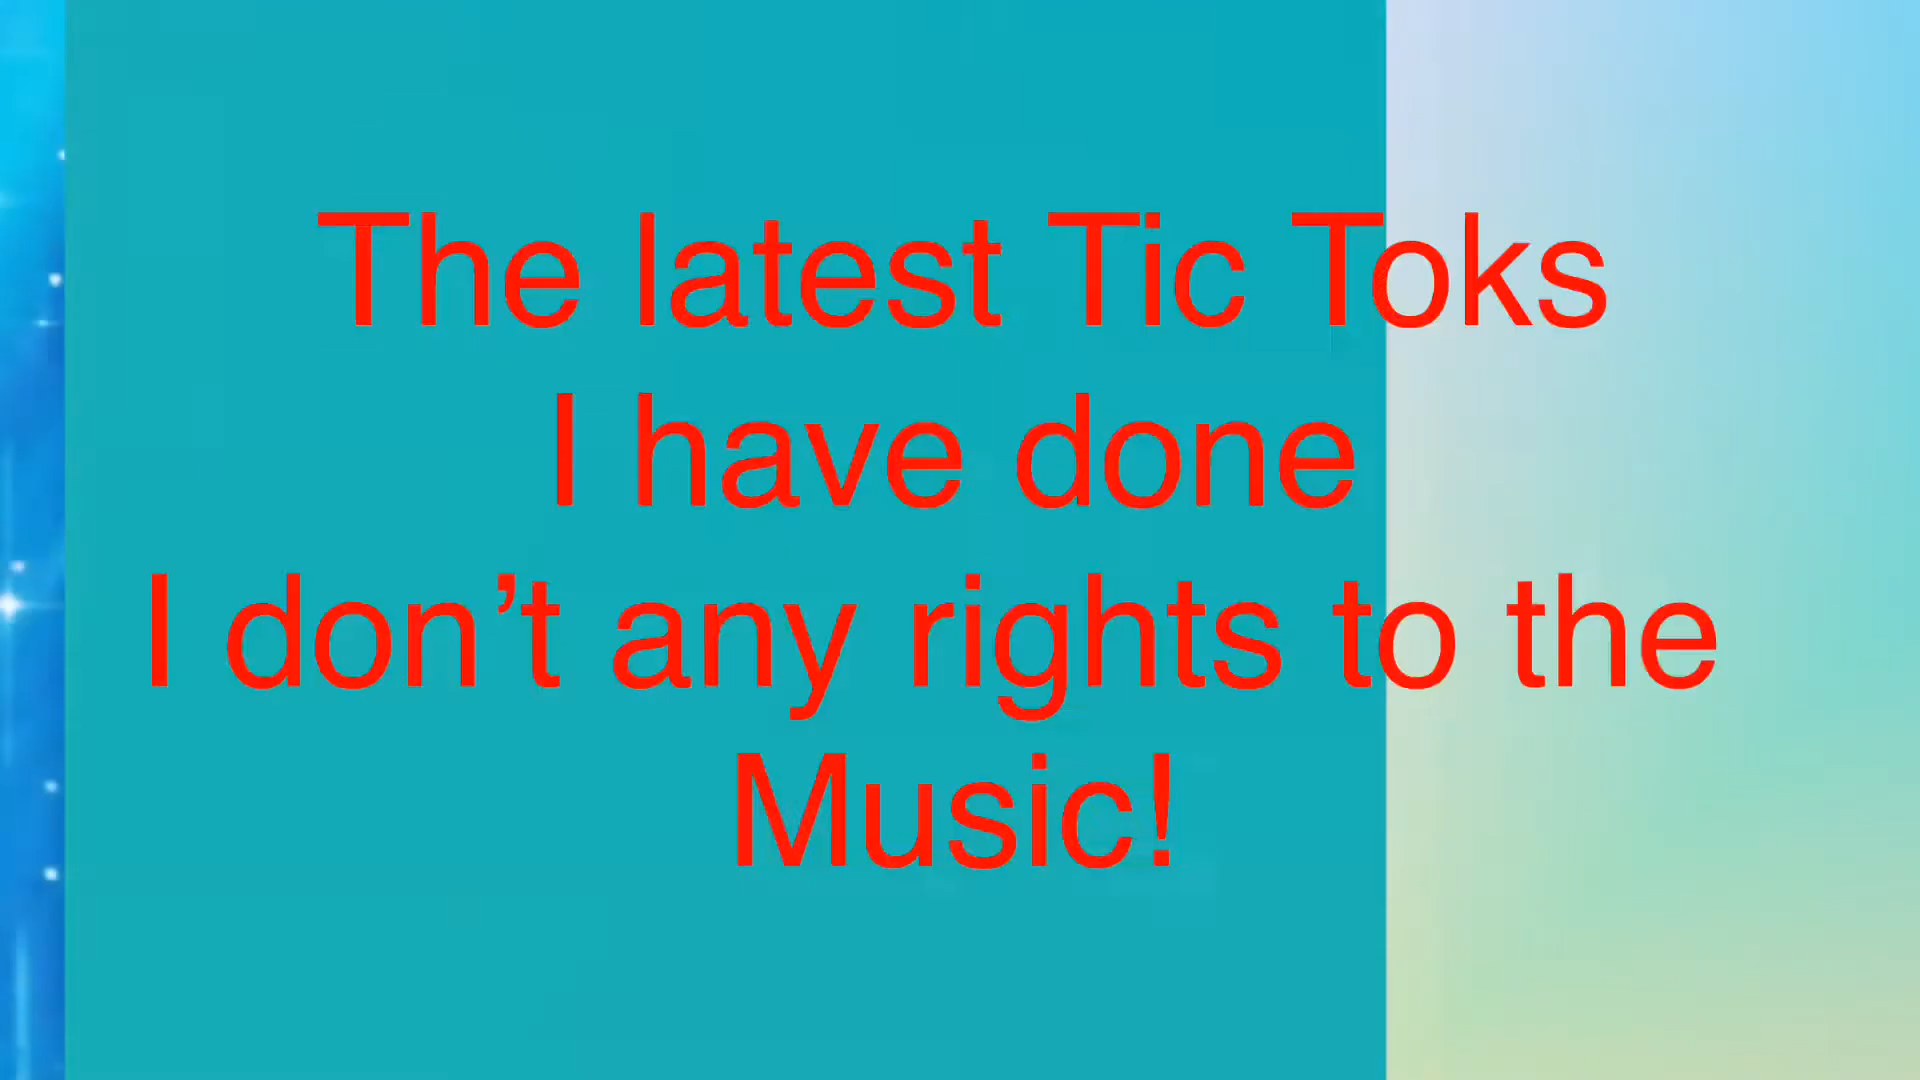 The latest Tic Toks
I have done
I don’t any rights to the
Music!